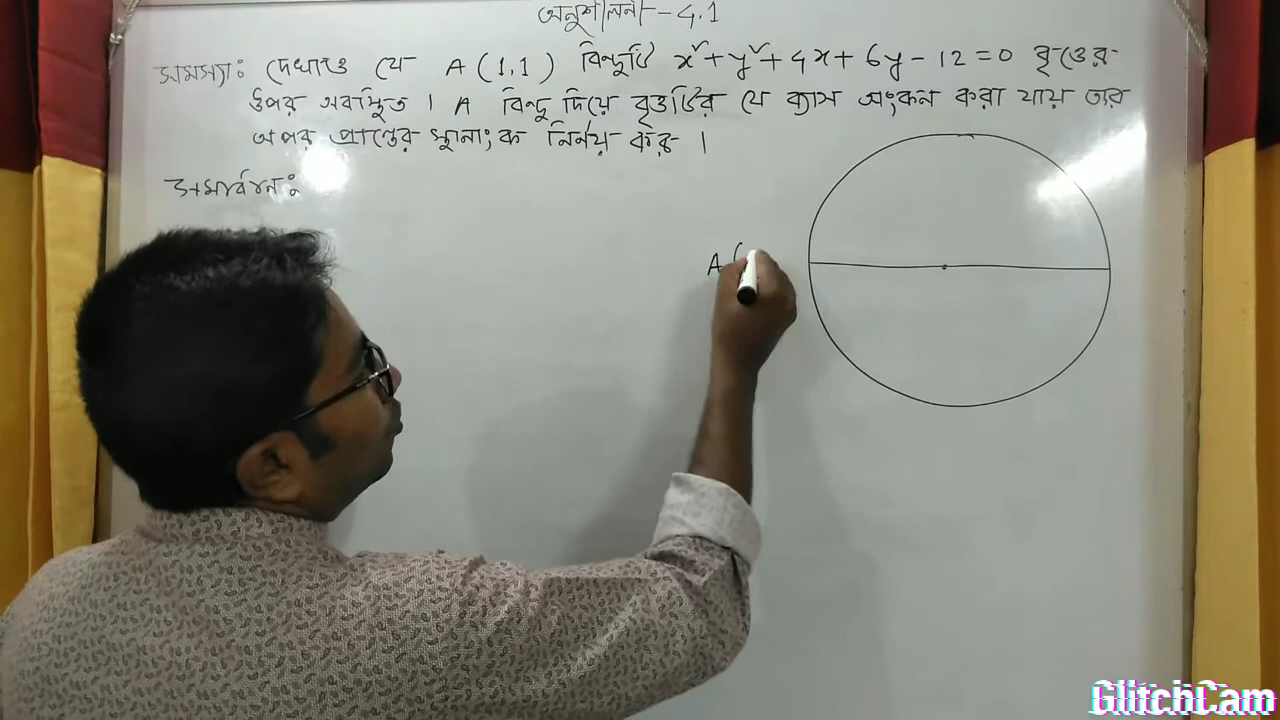 অনুশীলনী - 4.1
সমস্যাঃ দেখাও যে A (1,1) বিন্দুটি x²+y²+4x+6y-12=0 বৃত্তের
উপর অবস্থিত । A বিন্দু দিয়ে বৃত্তটির যে ব্যাস অংকন করা যায় তার
অপর প্রান্তের স্থানাংক নির্নয় কর ।
সমাধানঃ
A (
GlitchCam